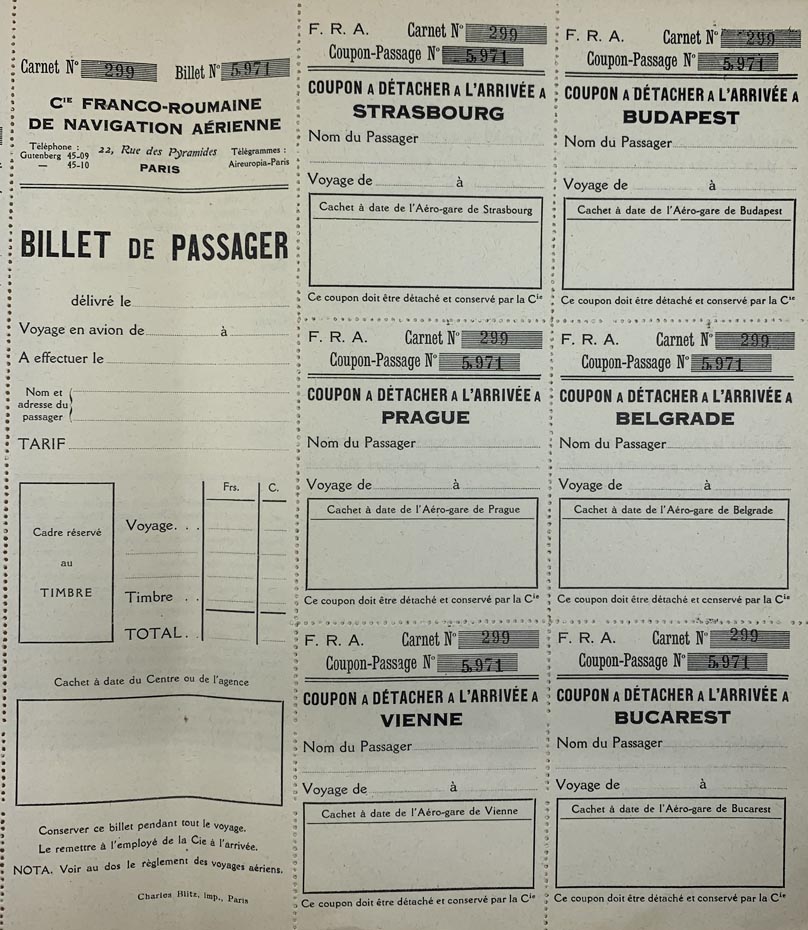 Carnet N° 299 Billet N° 5,971
Cie FRANCO-ROUMAINE
DE NAVIGATION AÉRIENNE
Téléphone :
Gutenberg 45-09
— 45-10
22, Rue des Pyramides
PARIS
Télégrammes :
Aireuropia-Paris
BILLET DE PASSAGER
délivré le
Voyage en avion de à
A effectuer le
Nom et
adresse du
passager
TARIF
Cadre réservé
au
TIMBRE
Frs. C.
Voyage. . .
Timbre . .
TOTAL. .
Cachet à date du Centre ou de l'agence
Conserver ce billet pendant tout le voyage.
Le remettre à l'employé de la Cie à l'arrivée.
NOTA. Voir au dos le règlement des voyages aériens.
Charles Blitz, Imp., Paris
F. R. A. Carnet N° 299
Coupon-Passage N° 5,971
COUPON A DÉTACHER A L'ARRIVÉE A
STRASBOURG
Nom du Passager
Voyage de à
Cachet à date de l'Aéro-gare de Strasbourg
Ce coupon doit être détaché et conservé par la Cie
F. R. A. Carnet N° 299
Coupon-Passage N° 5,971
COUPON A DÉTACHER A L'ARRIVÉE A
PRAGUE
Nom du Passager
Voyage de à
Cachet à date de l'Aéro-gare de Prague
Ce coupon doit être détaché et conservé par la Cie
F. R. A. Carnet N° 299
Coupon-Passage N° 5,971
COUPON A DÉTACHER A L'ARRIVÉE A
VIENNE
Nom du Passager
Voyage de à
Cachet à date de l'Aéro-gare de Vienne
Ce coupon doit être détaché et conservé par la Cie
F. R. A. Carnet N° 299
Coupon-Passage N° 5,971
COUPON A DÉTACHER A L'ARRIVÉE A
BUDAPEST
Nom du Passager
Voyage de à
Cachet à date de l'Aéro-gare de Budapest
Ce coupon doit être détaché et conservé par la Cie
F. R. A. Carnet N° 299
Coupon-Passage N° 5,971
COUPON A DÉTACHER A L'ARRIVÉE A
BELGRADE
Nom du Passager
Voyage de à
Cachet à date de l'Aéro-gare de Belgrade
Ce coupon doit être détaché et conservé par la Cie
F. R. A. Carnet N° 299
Coupon-Passage N° 5,971
COUPON A DÉTACHER A L'ARRIVÉE A
BUCAREST
Nom du Passager
Voyage de à
Cachet à date de l'Aéro-gare de Bucarest
Ce coupon doit être détaché et conservé par la Cie